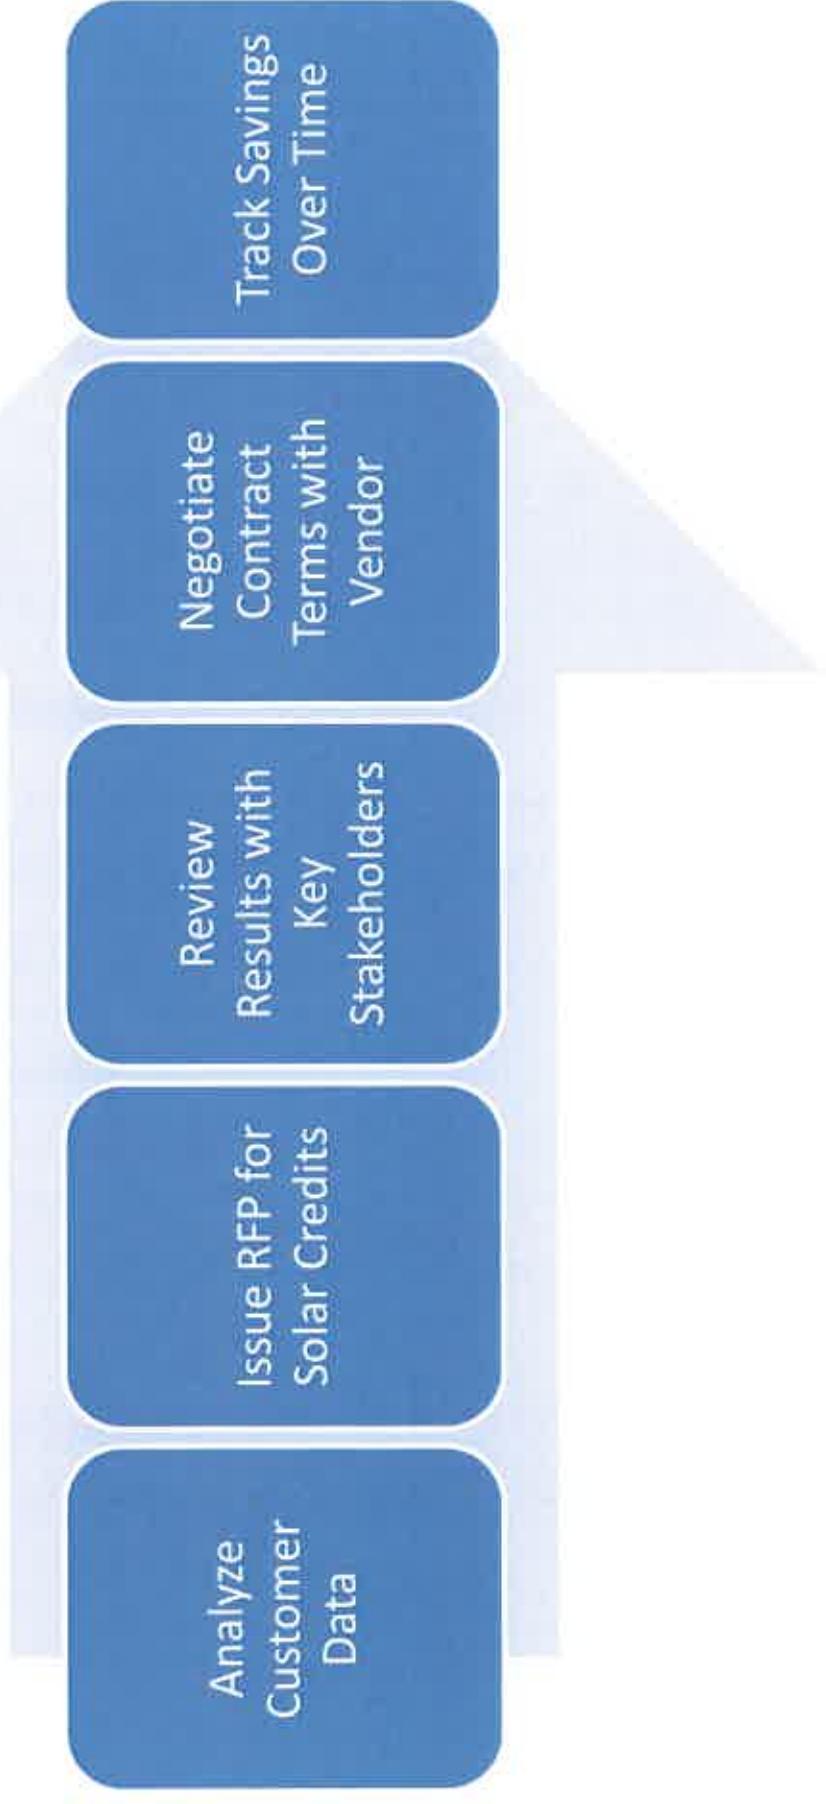 Analyze
Customer
Data
Issue RFP for
Solar Credits
Review
Results with
Key
Stakeholders
Negotiate
Contract
Terms with
Vendor
Track Savings
Over Time